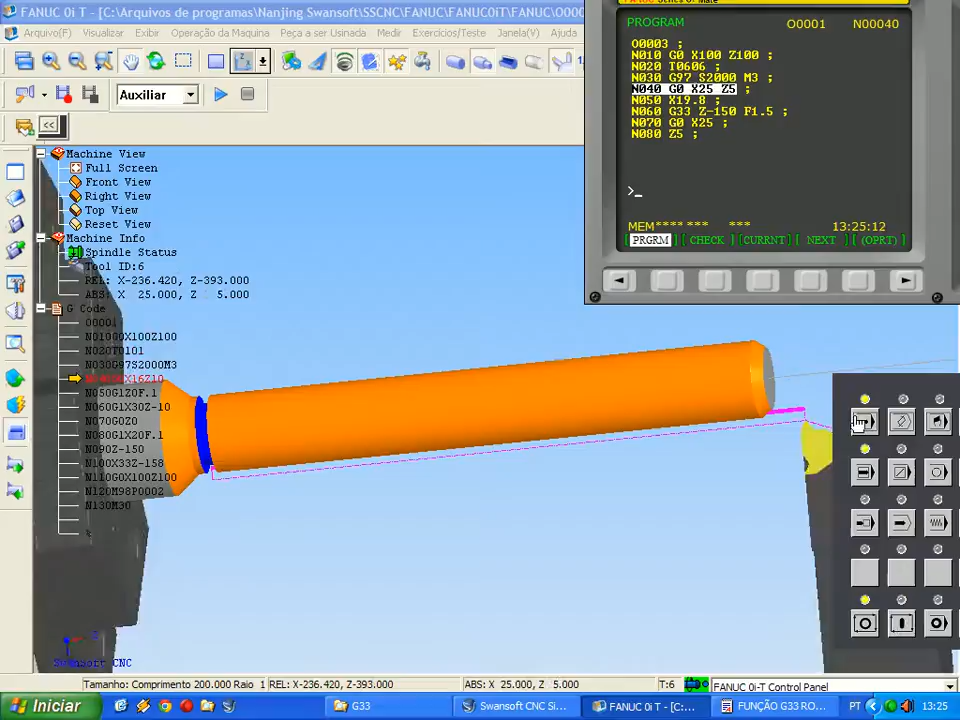 FANUC 0i T - [C:/Arquivos de programas/Nanjing Swansoft/SSCNC/FANUC/FANUC0iT/FANUC/O000
Arquivo(F) Visualizar Exibir Operação da Maquina Peça a ser Usinada Medir Exercícios/Teste Janela(V) Ajuda
Auxiliar
<<
Machine View
Full Screen
Front View
Right View
Top View
Reset View
Machine Info
Spindle Status
Tool ID:6
REL: X-236.420, Z-393.000
ABS: X 25.000, Z 5.000
G Code
O0001
N010G0X100Z100
N020T0101
N030G97S2000M3
N050G1Z0F.1
N060G1X30Z-10
N070G0Z0
N080G1X20F.1
N090Z-150
N100X33Z-158
N110G0X100Z100
N120M98P0002
N130M30
%
Swansoft CNC
PROGRAM O0001 N00040
O0003 ;
N010 G0 X100 Z100 ;
N020 T0606 ;
N030 G97 S2000 M3 ;
N040 G0 X25 Z5 ;
N050 X19.8 ;
N060 G33 Z-150 F1.5 ;
N070 G0 X25 ;
N080 Z5 ;
>_
MEM**** *** *** 13:25:12
[PRGRM] [CHECK] [CURRNT] [NEXT] [(OPRT)]
Tamanho: Comprimento 200.000 Raio 1 REL: X-236.420, Z-393.000 ABS: X 25.000, Z 5.000 T:6 FANUC 0i-T Control Panel
Iniciar G33 Swansoft CNC Si... FANUC 0i T - [C:/... FUNÇÃO G33 RO... PT 13:25